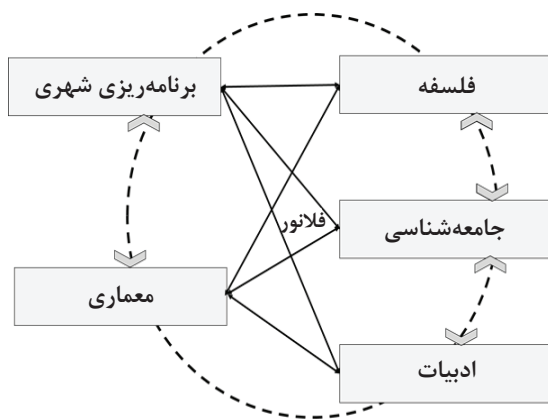 فلسفه
برنامه‌ریزی شهری
جامعه‌شناسی
فلانور
معماری
ادبیات